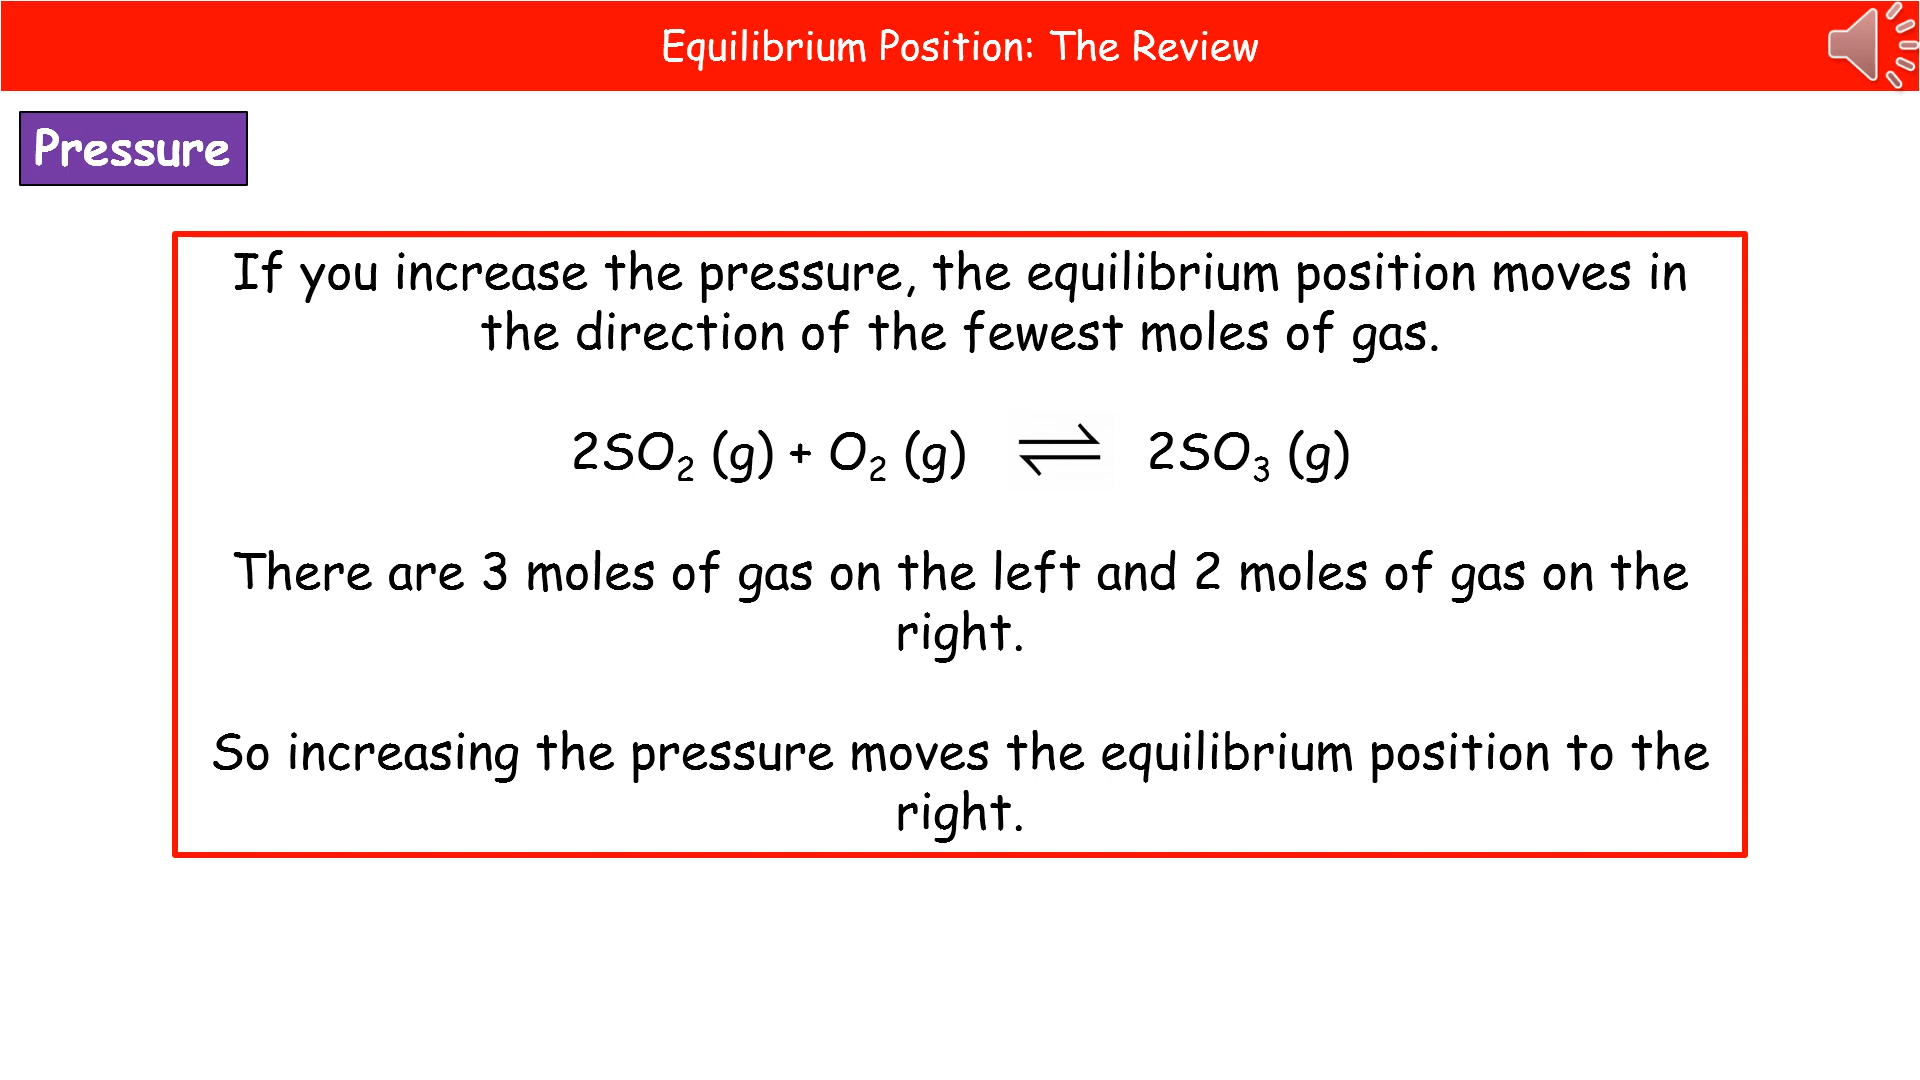 Equilibrium Position: The Review
Pressure
If you increase the pressure, the equilibrium position moves in
the direction of the fewest moles of gas.
2SO₂ (g) + O₂ (g) ⇌ 2SO₃ (g)
There are 3 moles of gas on the left and 2 moles of gas on the
right.
So increasing the pressure moves the equilibrium position to the
right.